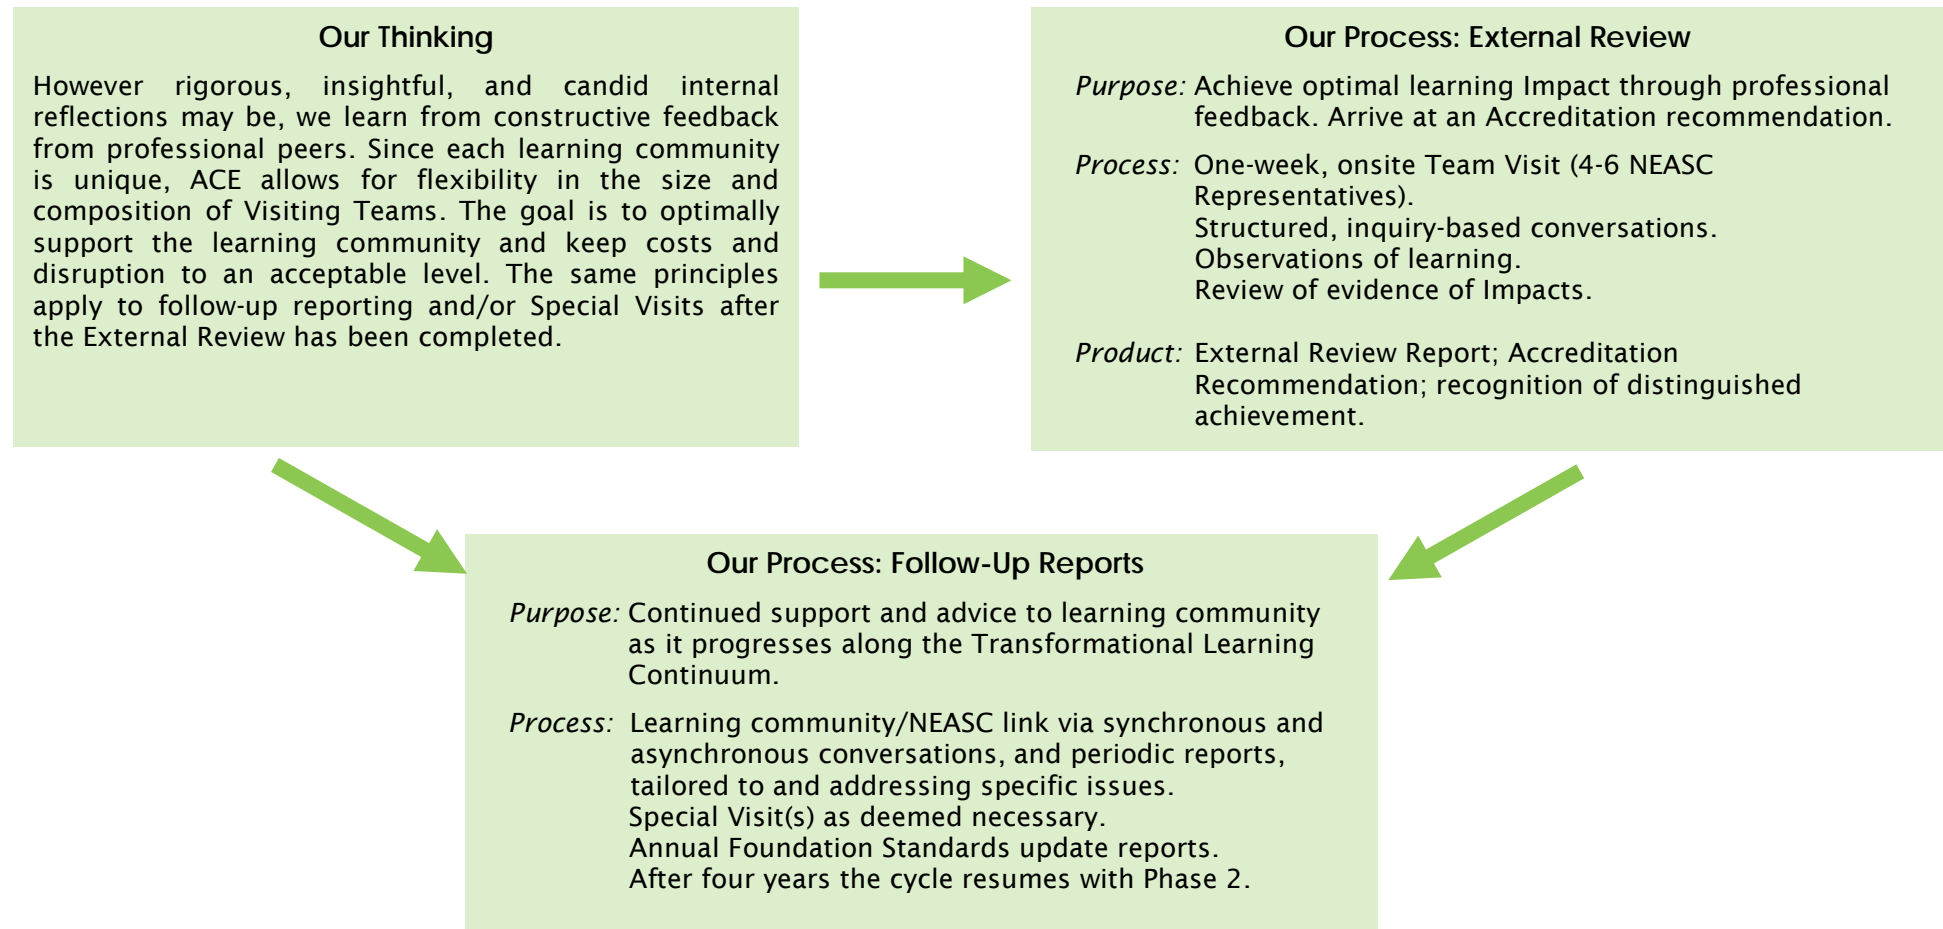 Our Thinking
However rigorous, insightful, and candid internal
reflections may be, we learn from constructive feedback
from professional peers. Since each learning community
is unique, ACE allows for flexibility in the size and
composition of Visiting Teams. The goal is to optimally
support the learning community and keep costs and
disruption to an acceptable level. The same principles
apply to follow-up reporting and/or Special Visits after
the External Review has been completed.
Our Process: External Review
Purpose: Achieve optimal learning Impact through professional
feedback. Arrive at an Accreditation recommendation.
Process: One-week, onsite Team Visit (4-6 NEASC
Representatives).
Structured, inquiry-based conversations.
Observations of learning.
Review of evidence of Impacts.
Product: External Review Report; Accreditation
Recommendation; recognition of distinguished
achievement.
Our Process: Follow-Up Reports
Purpose: Continued support and advice to learning community
as it progresses along the Transformational Learning
Continuum.
Process: Learning community/NEASC link via synchronous and
asynchronous conversations, and periodic reports,
tailored to and addressing specific issues.
Special Visit(s) as deemed necessary.
Annual Foundation Standards update reports.
After four years the cycle resumes with Phase 2.